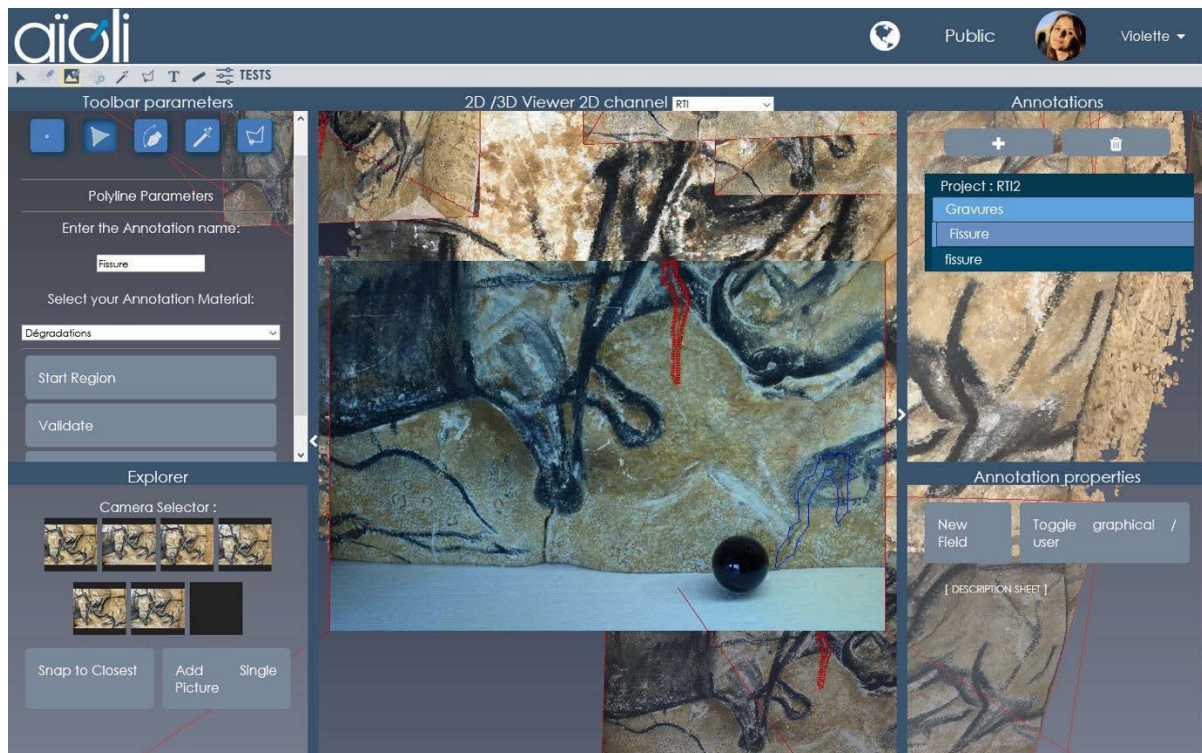 aïoli
Public
Violette
T
TESTS
Toolbar parameters
Polyline Parameters
Enter the Annotation name:
Fissure
Select your Annotation Material:
Dégradations
Start Region
Validate
Explorer
Camera Selector :
Snap to Closest
Add Single
Picture
2D /3D Viewer 2D channel RTI
Annotations
Project : RTI2
Gravures
Fissure
fissure
Annotation properties
New
Field
Toggle graphical /
user
[ DESCRIPTION SHEET ]